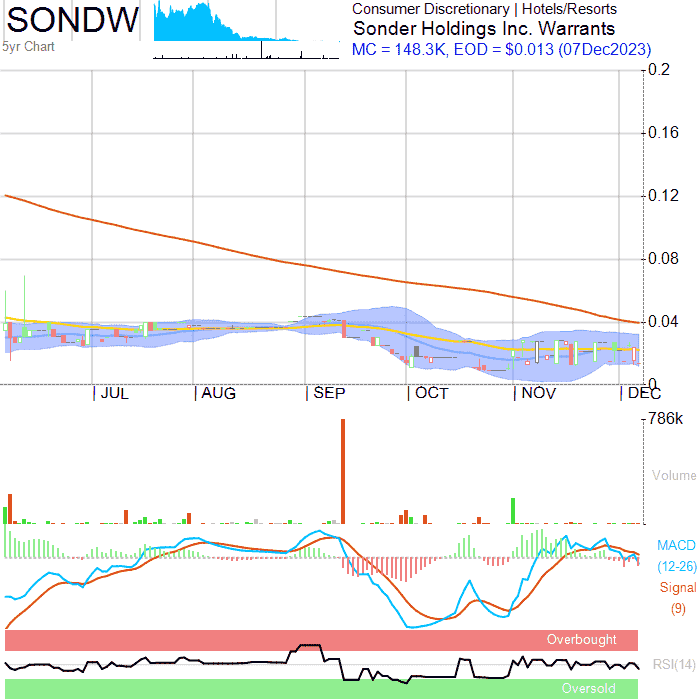 SONDW
5yr Chart
Consumer Discretionary | Hotels/Resorts
Sonder Holdings Inc. Warrants
MC = 148.3K, EOD = $0.013 (07Dec2023)
0.2
0.16
0.12
0.08
0.04
0
JUL AUG SEP OCT NOV DEC
786k
Volume
MACD
(12-26)
Signal
(9)
Overbought
RSI(14)
Oversold